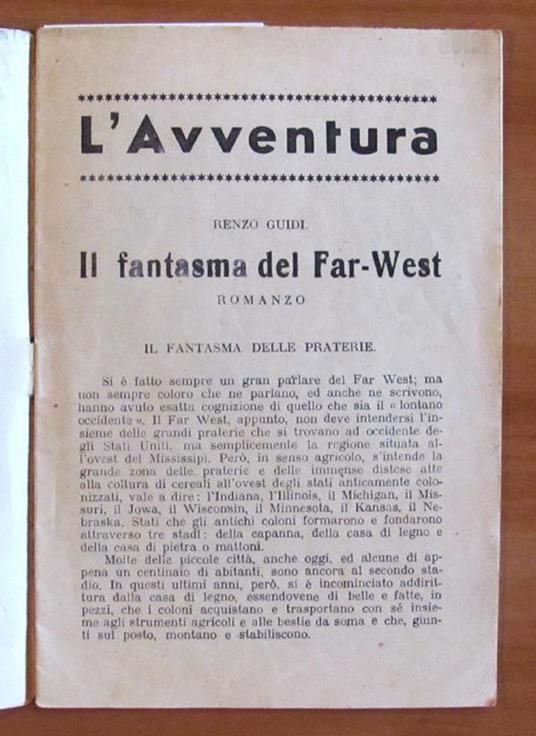 ************************************
L'Avventura
************************************
RENZO GUIDI.
Il fantasma del Far-West
ROMANZO
IL FANTASMA DELLE PRATERIE.
Si è fatto sempre un gran parlare del Far West; ma
non sempre coloro che ne parlano, ed anche ne scrivono,
hanno avuto esatta cognizione di quello che sia il « lontano
occidente ». Il Far West, appunto, non deve intendersi l'in-
sieme delle grandi praterie che si trovano ad occidente de-
gli Stati Uniti, ma semplicemente la regione situata al-
l'ovest del Mississipi. Però, in senso agricolo, s'intende la
grande zona delle praterie e delle immense distese atte
alla coltura di cereali all'ovest degli stati anticamente co-
lonizzati, vale a dire: l'Indiana, l'Illinois, il Michigan, il Mis-
suri, il Jowa, il Wisconsin, il Minnesota, il Kansas, il Ne-
braska. Stati che gli antichi coloni formarono e fondarono
attraverso tre stadi: della capanna, della casa di legno e
della casa di pietra o mattoni.
Molte delle piccole città, anche oggi, ed alcune di ap-
pena un centinaio di abitanti, sono ancora al secondo sta-
dio. In questi ultimi anni, però, si è incominciato addirit-
tura dalla casa di legno, essendovene di belle e fatte, in
pezzi, che i coloni acquistano e trasportano con sé insie-
me agli strumenti agricoli e alle bestie da soma e che, giun-
ti sul posto, montano e stabiliscono.